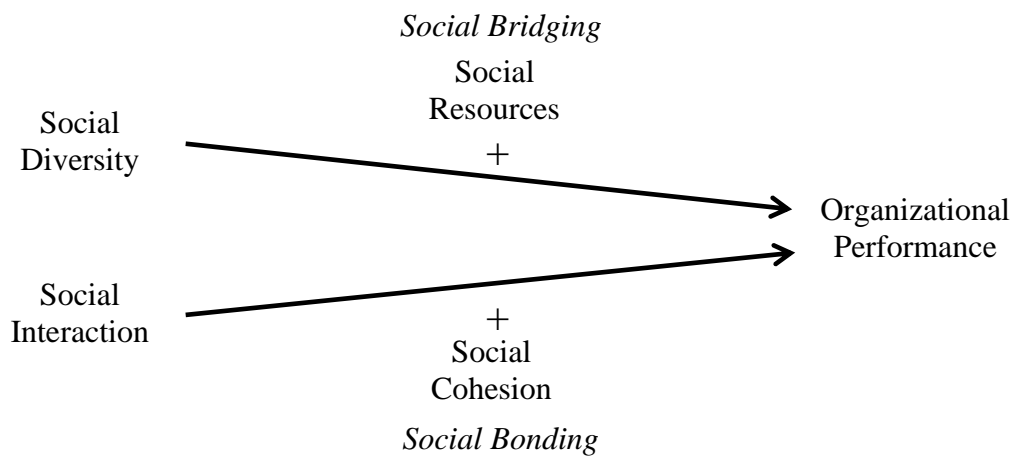 Social Bridging
Social
Resources
+
Social
Diversity
Organizational
Performance
Social
Interaction
+
Social
Cohesion
Social Bonding